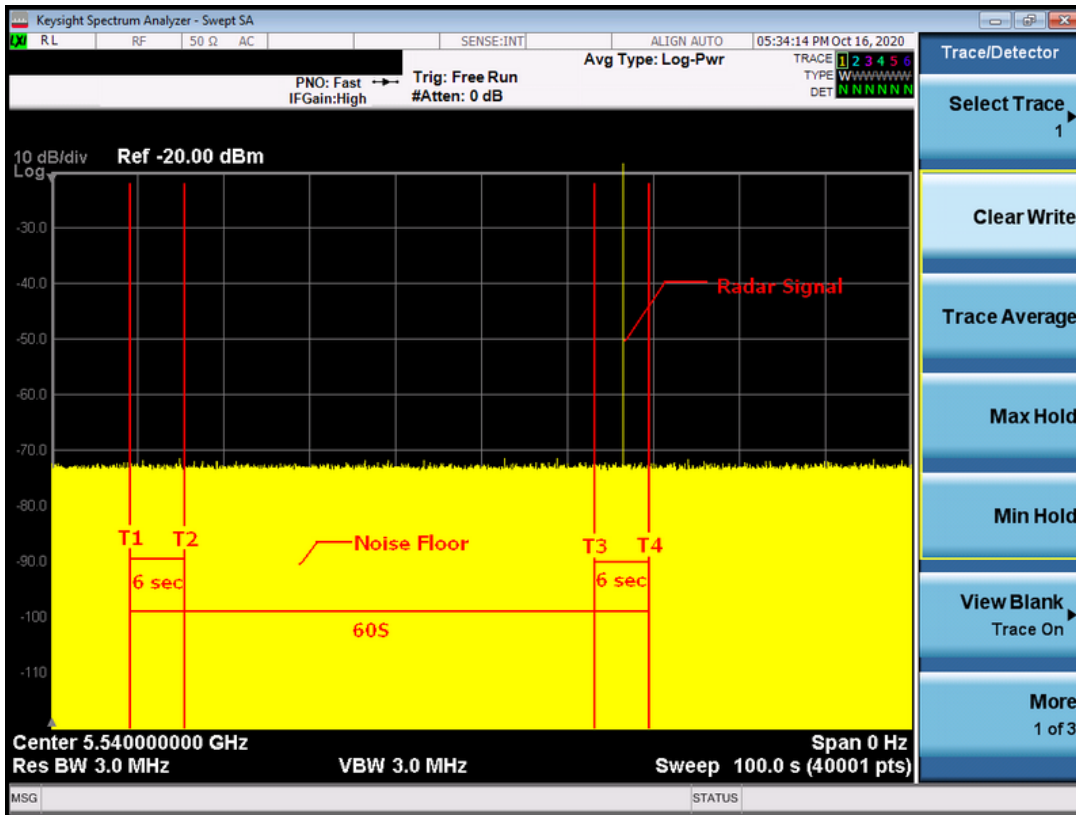 Keysight Spectrum Analyzer - Swept SA
LXI RL RF 50 Ω AC SENSE:INT ALIGN AUTO 05:34:14 PM Oct 16, 2020
Avg Type: Log-Pwr
PNO: Fast
IFGain:High
Trig: Free Run
#Atten: 0 dB
TRACE 1 2 3 4 5 6
TYPE WWWWWW
DET N N N N N N
10 dB/div Ref -20.00 dBm
Log
-30.0
-40.0
-50.0
-60.0
-70.0
-80.0
-90.0
-100
-110
Radar Signal
T1 T2 Noise Floor T3 T4
6 sec 6 sec
60S
Center 5.540000000 GHz Span 0 Hz
Res BW 3.0 MHz VBW 3.0 MHz Sweep 100.0 s (40001 pts)
MSG STATUS
Trace/Detector
Select Trace
1
Clear Write
Trace Average
Max Hold
Min Hold
View Blank
Trace On
More
1 of 3